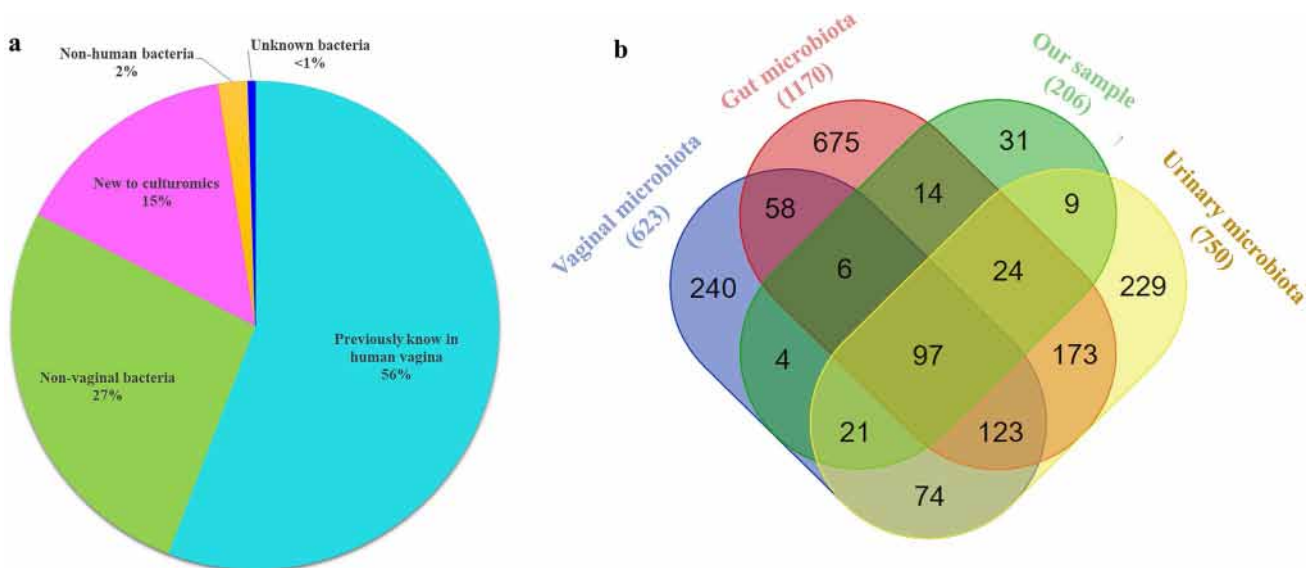 a
Non-human bacteria
2%
Unknown bacteria
<1%
New to culturomics
15%
Non-vaginal bacteria
27%
Previously know in
human vagina
56%
b
Vaginal microbiota
(623)
Gut microbiota
(1170)
Our sample
(206)
Urinary microbiota
(750)
675
31
58
14
9
240
6
24
229
4
97
173
21
123
74